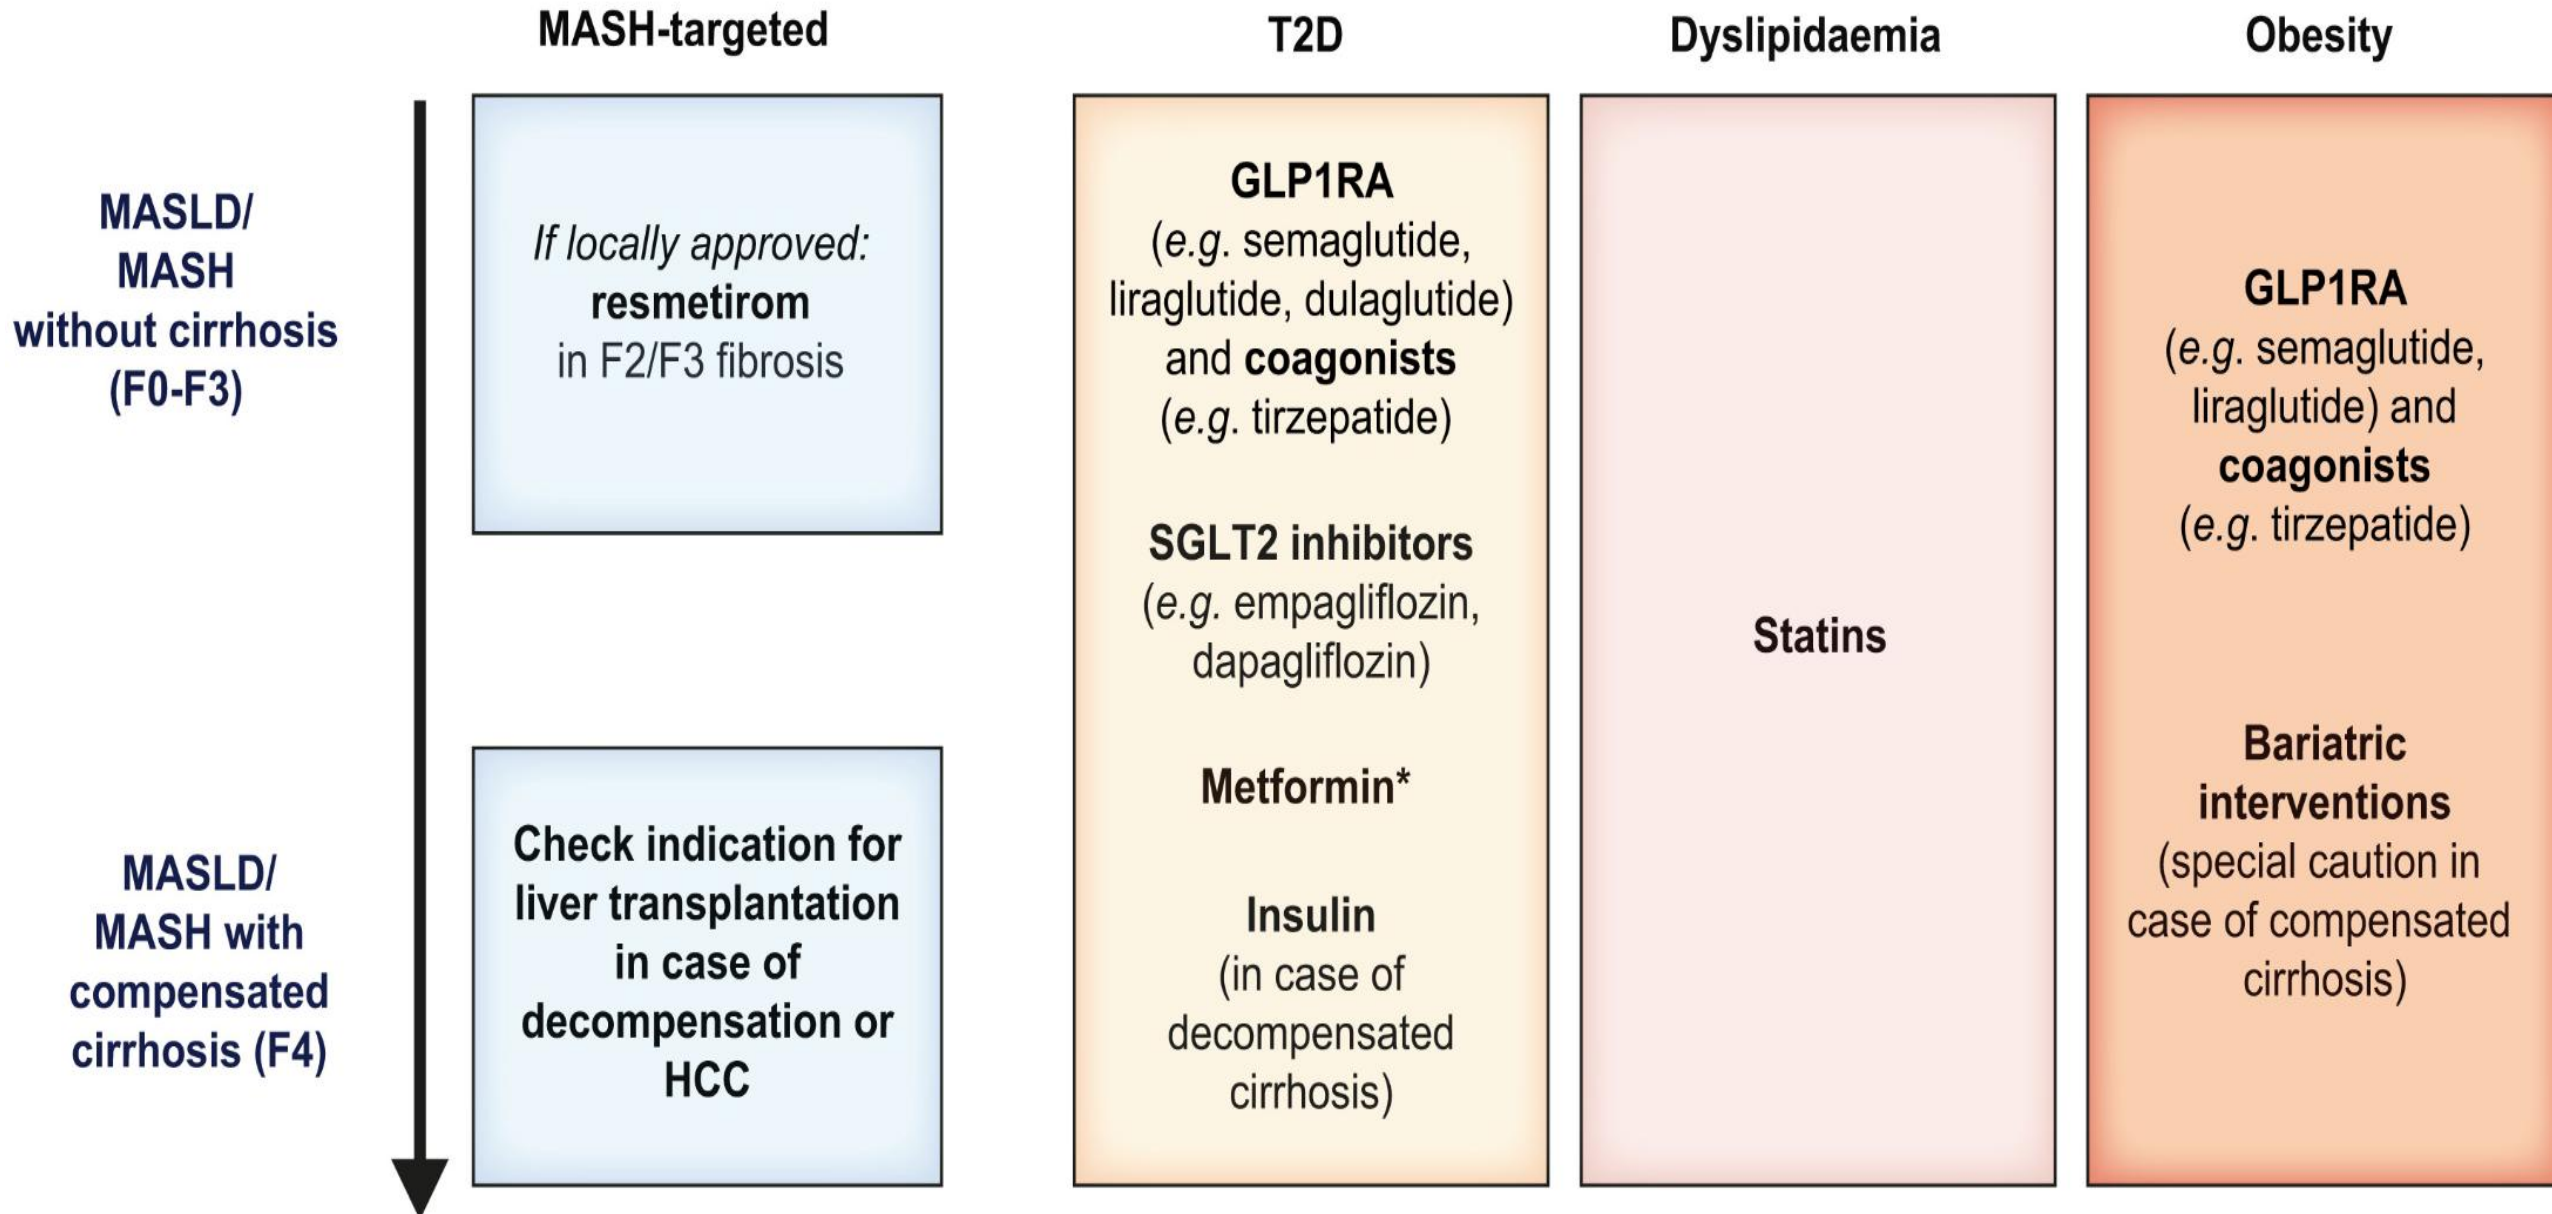 MASH-targeted
T2D
Dyslipidaemia
Obesity
MASLD/
MASH
without cirrhosis
(F0-F3)
MASLD/
MASH with
compensated
cirrhosis (F4)
If locally approved:
resmetirom
in F2/F3 fibrosis
Check indication for
liver transplantation
in case of
decompensation or
HCC
GLP1RA
(e.g. semaglutide,
liraglutide, dulaglutide)
and coagonists
(e.g. tirzepatide)
SGLT2 inhibitors
(e.g. empagliflozin,
dapagliflozin)
Metformin*
Insulin
(in case of
decompensated
cirrhosis)
Statins
GLP1RA
(e.g. semaglutide,
liraglutide) and
coagonists
(e.g. tirzepatide)
Bariatric
interventions
(special caution in
case of compensated
cirrhosis)